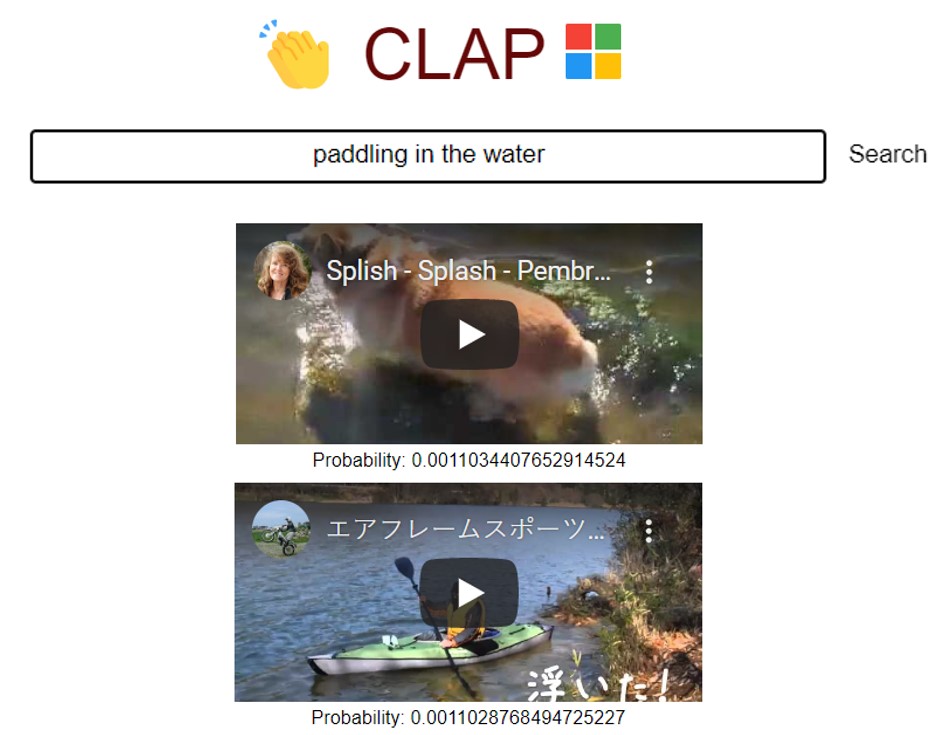 CLAP
paddling in the water
Search
Splish - Splash - Pembr...
Probability: 0.0011034407652914524
エアフレームスポーツ...
浮いた!
Probability: 0.0011028768494725227